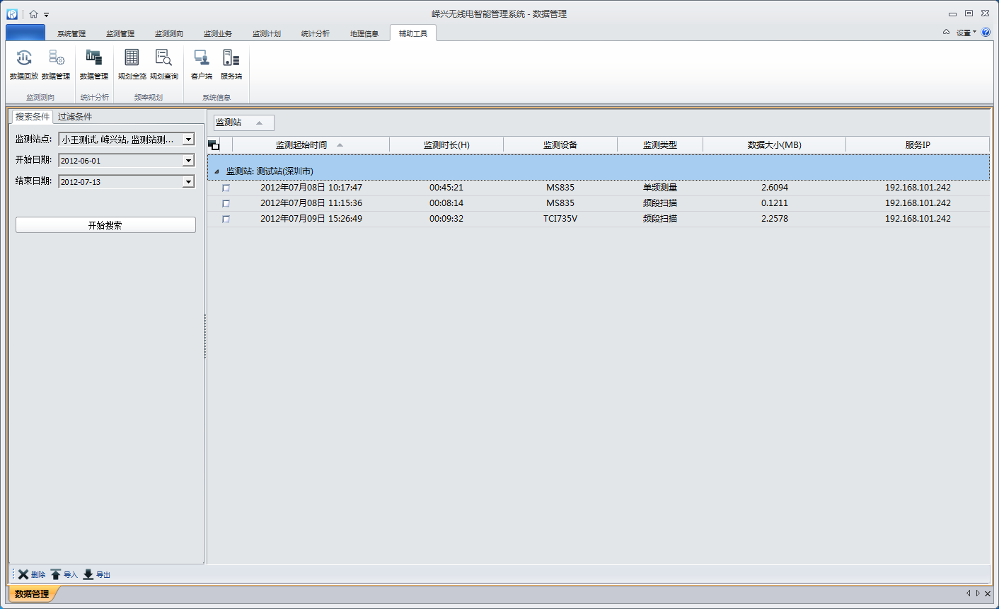 嵘兴无线电智能管理系统 - 数据管理
系统管理 监测管理 监测测向 监测业务 监测计划 统计分析 地理信息 辅助工具 设置
数据回放 数据管理 数据管理 规划全览 规划查询 客户端 服务端
监测测向 统计分析 频率规划 系统信息
搜索条件 过滤条件
监测站点: 小王测试, 嵘兴站, 监测站测...
开始日期: 2012-06-01
结束日期: 2012-07-13
开始搜索
监测站
监测起始时间 监测时长(H) 监测设备 监测类型 数据大小(MB) 服务IP
监测站: 测试站(深圳市)
2012年07月08日 10:17:47 00:45:21 MS835 单频测量 2.6094 192.168.101.242
2012年07月08日 11:15:36 00:08:14 MS835 频段扫描 0.1211 192.168.101.242
2012年07月09日 15:26:49 00:09:32 TCI735V 频段扫描 2.2578 192.168.101.242
删除 导入 导出
数据管理